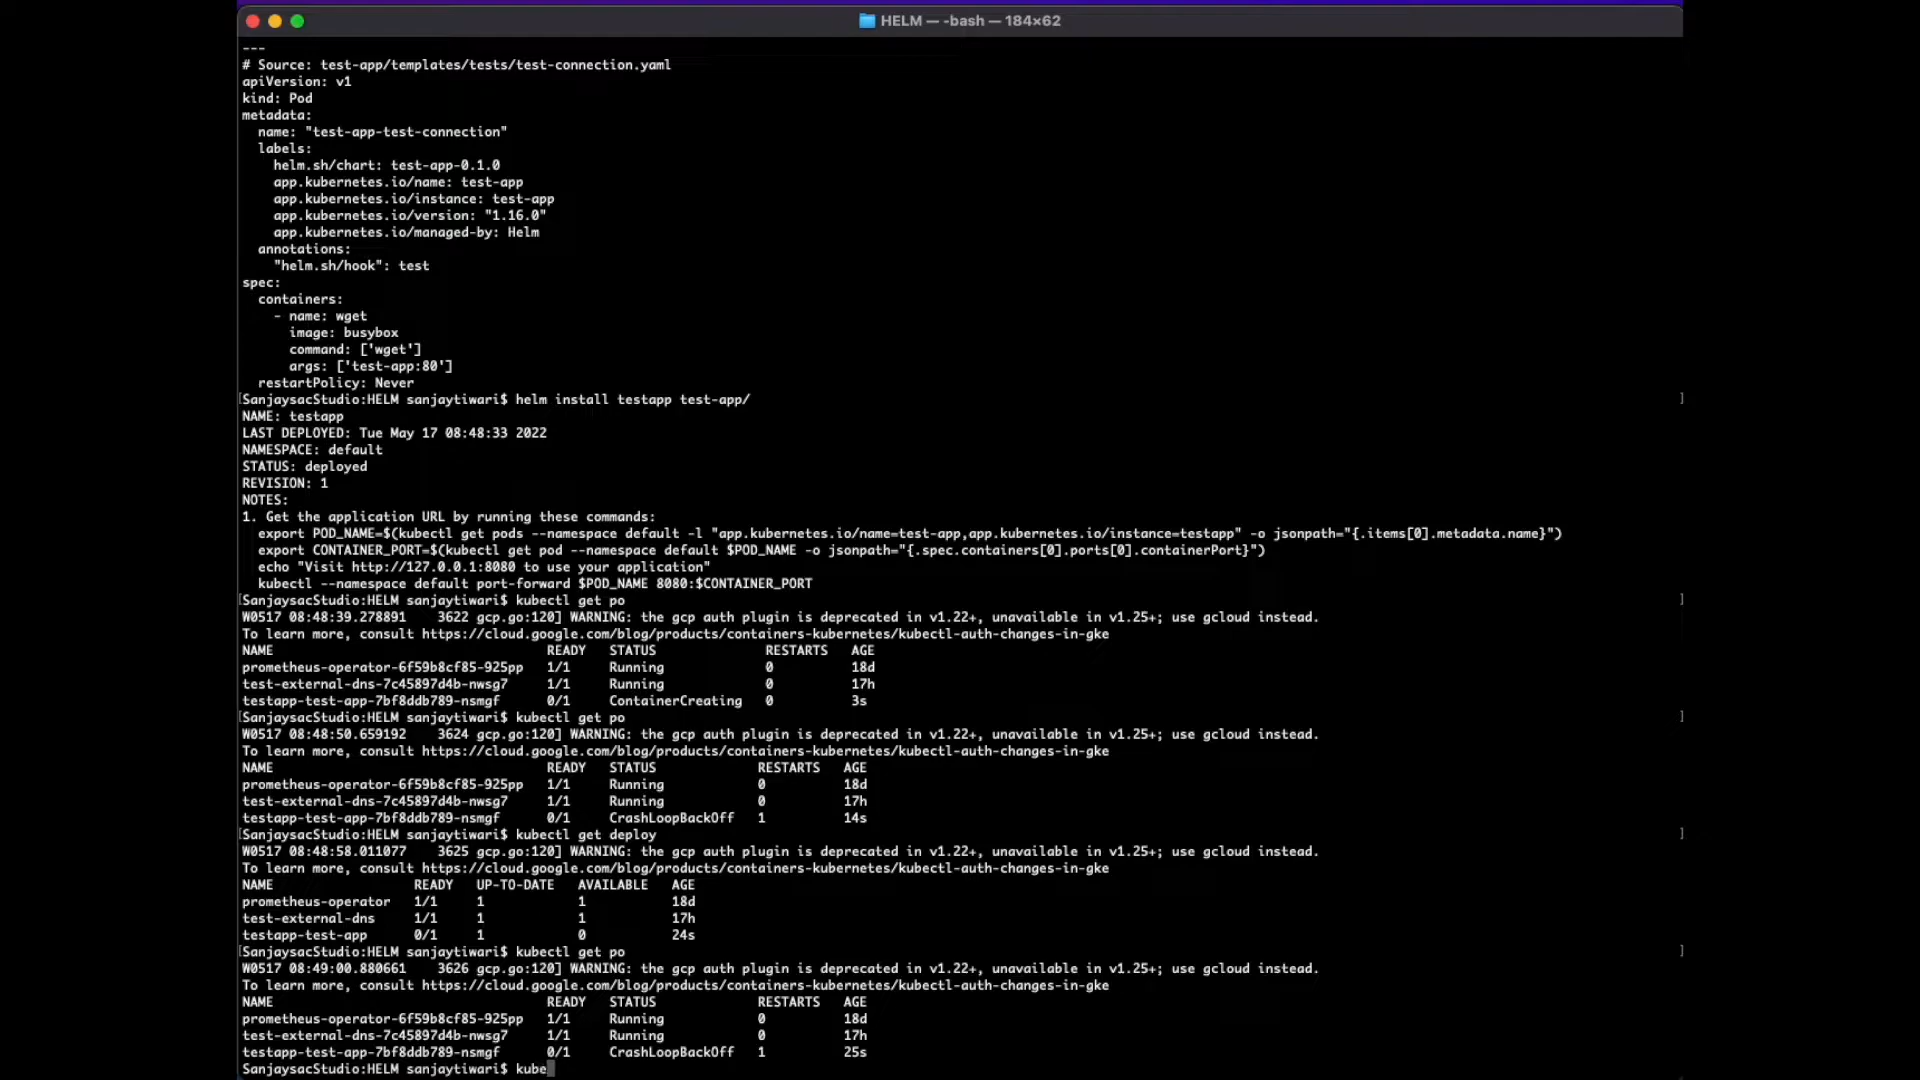 HELM — -bash — 184×62
---
# Source: test-app/templates/tests/test-connection.yaml
apiVersion: v1
kind: Pod
metadata:
  name: "test-app-test-connection"
  labels:
    helm.sh/chart: test-app-0.1.0
    app.kubernetes.io/name: test-app
    app.kubernetes.io/instance: test-app
    app.kubernetes.io/version: "1.16.0"
    app.kubernetes.io/managed-by: Helm
  annotations:
    "helm.sh/hook": test
spec:
  containers:
    - name: wget
      image: busybox
      command: ['wget']
      args: ['test-app:80']
  restartPolicy: Never
[SanjaysacStudio:HELM sanjaytiwari$ helm install testapp test-app/ ]
NAME: testapp
LAST DEPLOYED: Tue May 17 08:48:33 2022
NAMESPACE: default
STATUS: deployed
REVISION: 1
NOTES:
1. Get the application URL by running these commands:
  export POD_NAME=$(kubectl get pods --namespace default -l "app.kubernetes.io/name=test-app,app.kubernetes.io/instance=testapp" -o jsonpath="{.items[0].metadata.name}")
  export CONTAINER_PORT=$(kubectl get pod --namespace default $POD_NAME -o jsonpath="{.spec.containers[0].ports[0].containerPort}")
  echo "Visit http://127.0.0.1:8080 to use your application"
  kubectl --namespace default port-forward $POD_NAME 8080:$CONTAINER_PORT
[SanjaysacStudio:HELM sanjaytiwari$ kubectl get po ]
W0517 08:48:39.278891    3622 gcp.go:120] WARNING: the gcp auth plugin is deprecated in v1.22+, unavailable in v1.25+; use gcloud instead.
To learn more, consult https://cloud.google.com/blog/products/containers-kubernetes/kubectl-auth-changes-in-gke
NAME                                   READY   STATUS              RESTARTS   AGE
prometheus-operator-6f59b8cf85-925pp   1/1     Running             0          18d
test-external-dns-7c45897d4b-nwsg7     1/1     Running             0          17h
testapp-test-app-7bf8ddb789-nsmgf      0/1     ContainerCreating   0          3s
[SanjaysacStudio:HELM sanjaytiwari$ kubectl get po ]
W0517 08:48:50.659192    3624 gcp.go:120] WARNING: the gcp auth plugin is deprecated in v1.22+, unavailable in v1.25+; use gcloud instead.
To learn more, consult https://cloud.google.com/blog/products/containers-kubernetes/kubectl-auth-changes-in-gke
NAME                                   READY   STATUS             RESTARTS   AGE
prometheus-operator-6f59b8cf85-925pp   1/1     Running            0          18d
test-external-dns-7c45897d4b-nwsg7     1/1     Running            0          17h
testapp-test-app-7bf8ddb789-nsmgf      0/1     CrashLoopBackOff   1          14s
[SanjaysacStudio:HELM sanjaytiwari$ kubectl get deploy ]
W0517 08:48:58.011077    3625 gcp.go:120] WARNING: the gcp auth plugin is deprecated in v1.22+, unavailable in v1.25+; use gcloud instead.
To learn more, consult https://cloud.google.com/blog/products/containers-kubernetes/kubectl-auth-changes-in-gke
NAME                  READY   UP-TO-DATE   AVAILABLE   AGE
prometheus-operator   1/1     1            1           18d
test-external-dns     1/1     1            1           17h
testapp-test-app      0/1     1            0           24s
[SanjaysacStudio:HELM sanjaytiwari$ kubectl get po ]
W0517 08:49:00.880661    3626 gcp.go:120] WARNING: the gcp auth plugin is deprecated in v1.22+, unavailable in v1.25+; use gcloud instead.
To learn more, consult https://cloud.google.com/blog/products/containers-kubernetes/kubectl-auth-changes-in-gke
NAME                                   READY   STATUS             RESTARTS   AGE
prometheus-operator-6f59b8cf85-925pp   1/1     Running            0          18d
test-external-dns-7c45897d4b-nwsg7     1/1     Running            0          17h
testapp-test-app-7bf8ddb789-nsmgf      0/1     CrashLoopBackOff   1          25s
SanjaysacStudio:HELM sanjaytiwari$ kube